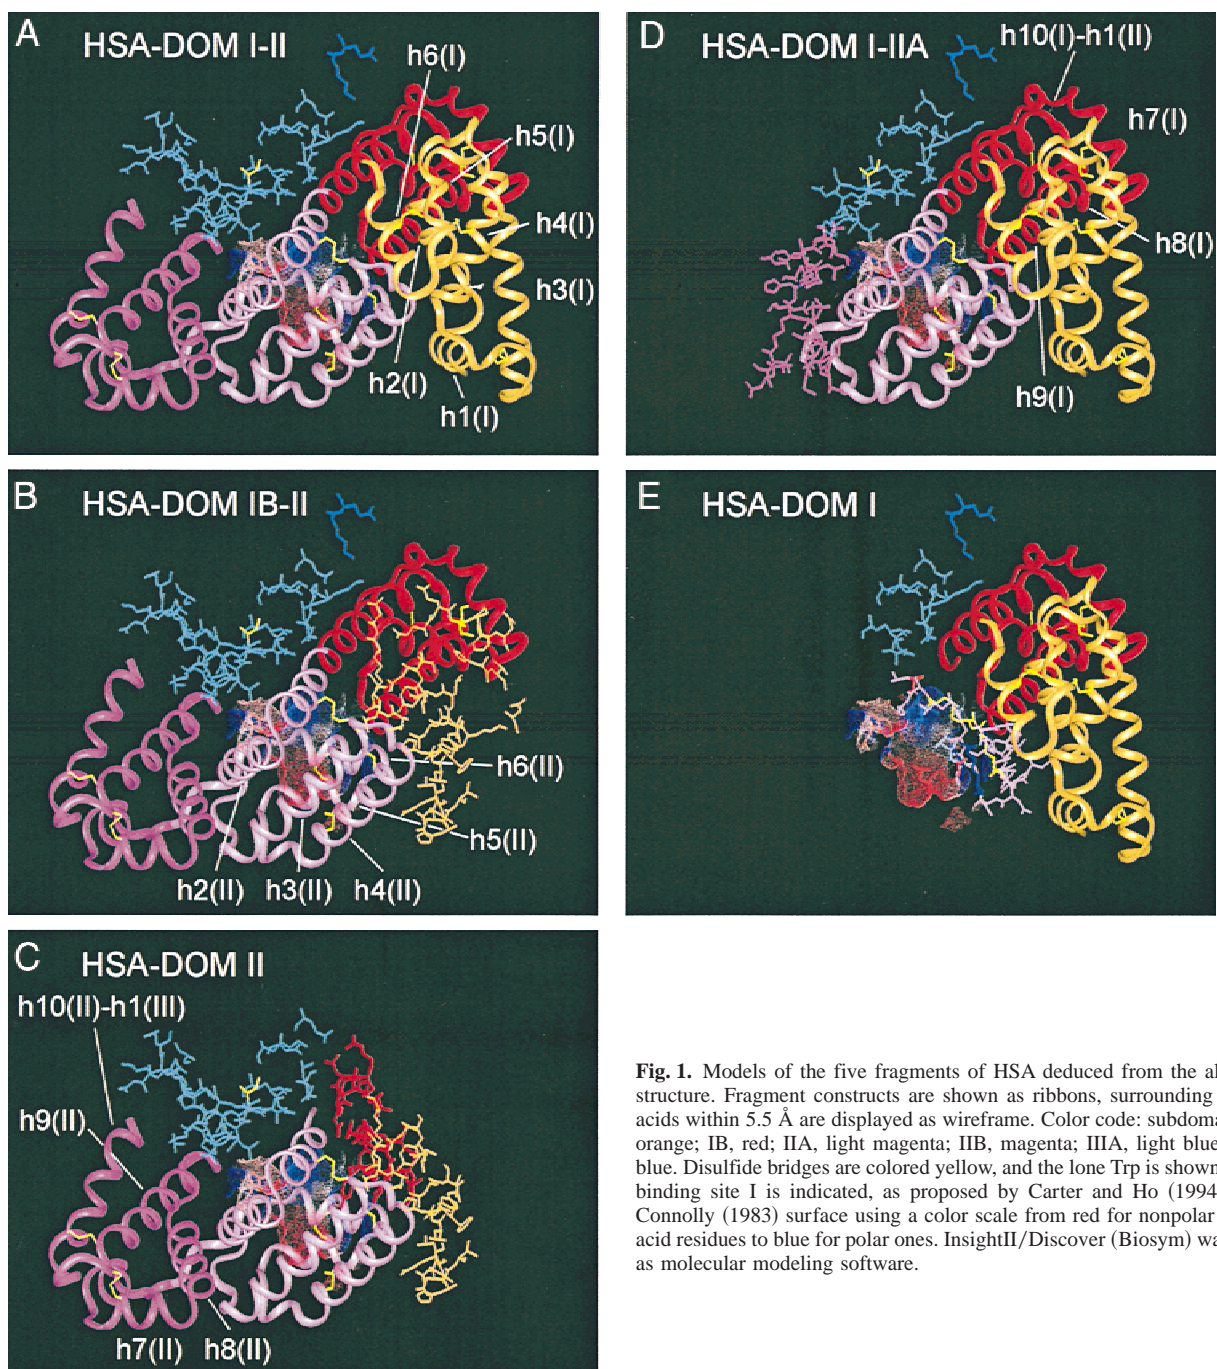 A
HSA-DOM I-II
h6(I)
h5(I)
h4(I)
h3(I)
h2(I)
h1(I)
B
HSA-DOM IB-II
h6(II)
h5(II)
h2(II) h3(II) h4(II)
C
HSA-DOM II
h10(II)-h1(III)
h9(II)
h7(II) h8(II)
D
HSA-DOM I-IIA
h10(I)-h1(II)
h7(I)
h8(I)
h9(I)
E
HSA-DOM I
Fig. 1. Models of the five fragments of HSA deduced from the al
structure. Fragment constructs are shown as ribbons, surrounding
acids within 5.5 Å are displayed as wireframe. Color code: subdoma
orange; IB, red; IIA, light magenta; IIB, magenta; IIIA, light blue
blue. Disulfide bridges are colored yellow, and the lone Trp is shown
binding site I is indicated, as proposed by Carter and Ho (1994
Connolly (1983) surface using a color scale from red for nonpolar
acid residues to blue for polar ones. InsightII/Discover (Biosym) wa
as molecular modeling software.